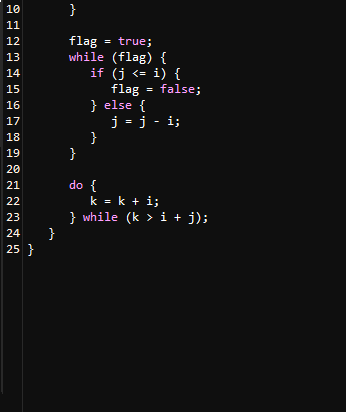 10 }
11
12 flag = true;
13 while (flag) {
14 if (j <= i) {
15 flag = false;
16 } else {
17 j = j - i;
18 }
19 }
20
21 do {
22 k = k + i;
23 } while (k > i + j);
24 }
25 }